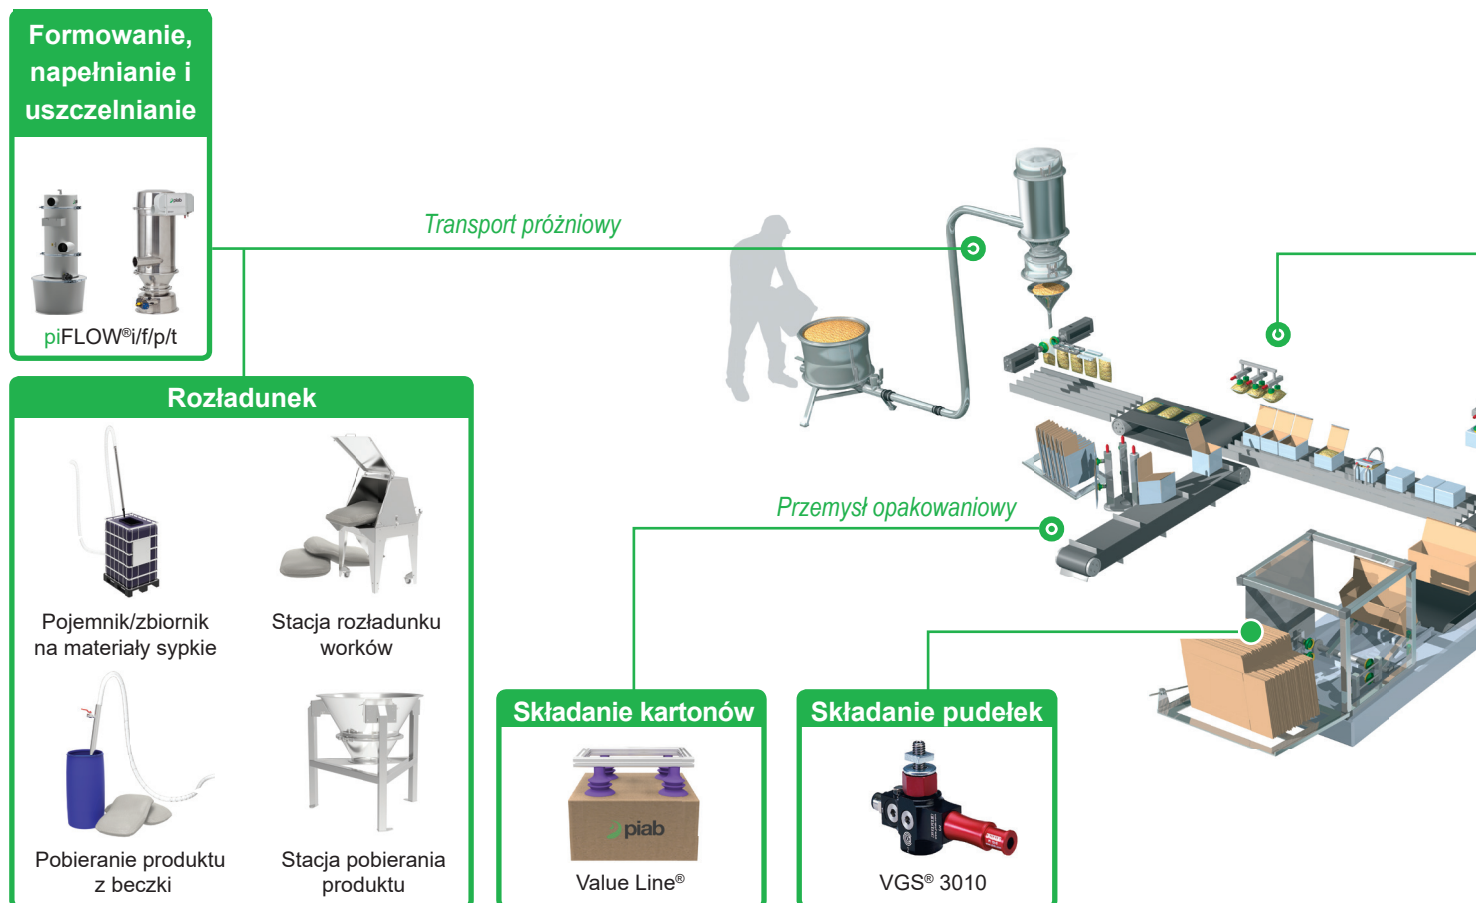 Formowanie,
napełnianie i
uszczelnianie
piFLOW®i/f/p/t
Transport próżniowy
Rozładunek
Pojemnik/zbiornik
na materiały sypkie
Stacja rozładunku
worków
Pobieranie produktu
z beczki
Stacja pobierania
produktu
Przemysł opakowaniowy
Składanie kartonów
piab
Value Line®
Składanie pudełek
VGS® 3010